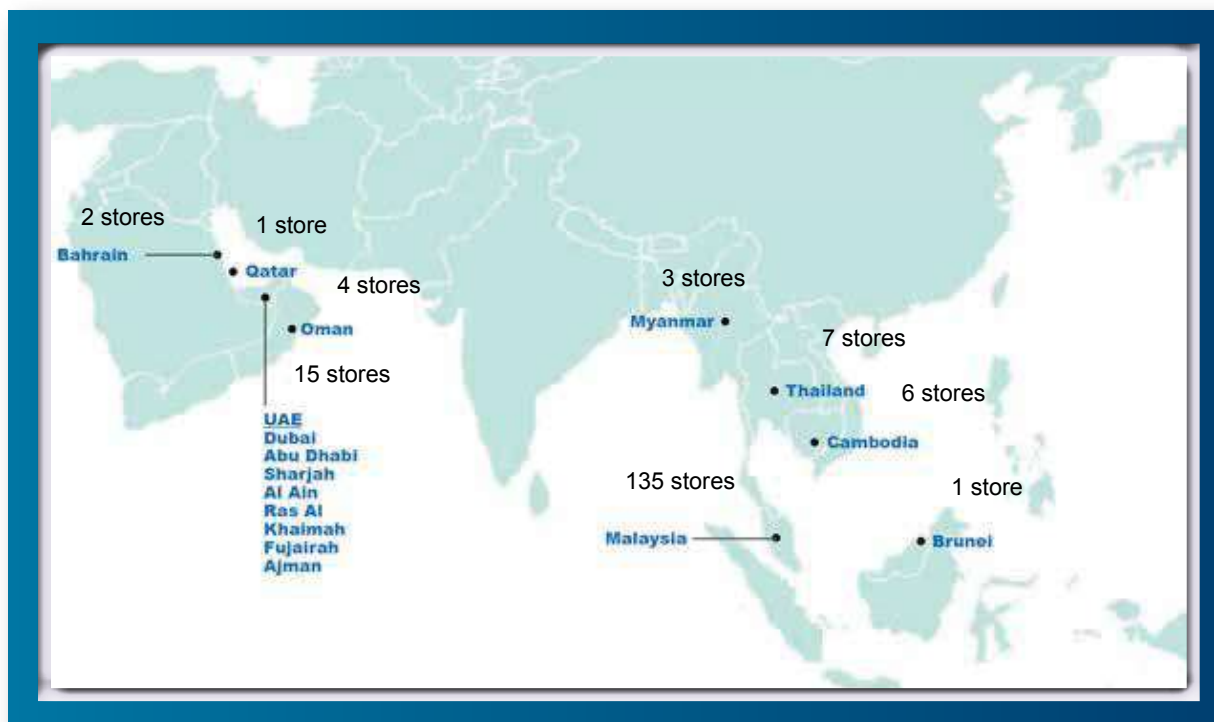 2 stores
1 store
Bahrain
Qatar
4 stores
Oman
15 stores
UAE
Dubai
Abu Dhabi
Sharjah
Al Ain
Ras Al
Khaimah
Fujairah
Ajman
3 stores
Myanmar
7 stores
Thailand
6 stores
Cambodia
135 stores
Malaysia
1 store
Brunei